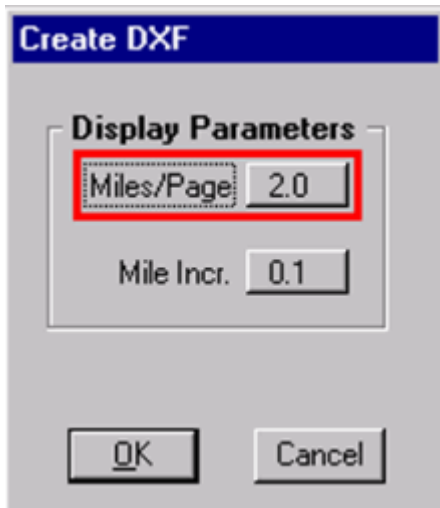 Create DXF
Display Parameters
Miles/Page 2.0
Mile Incr. 0.1
OK Cancel